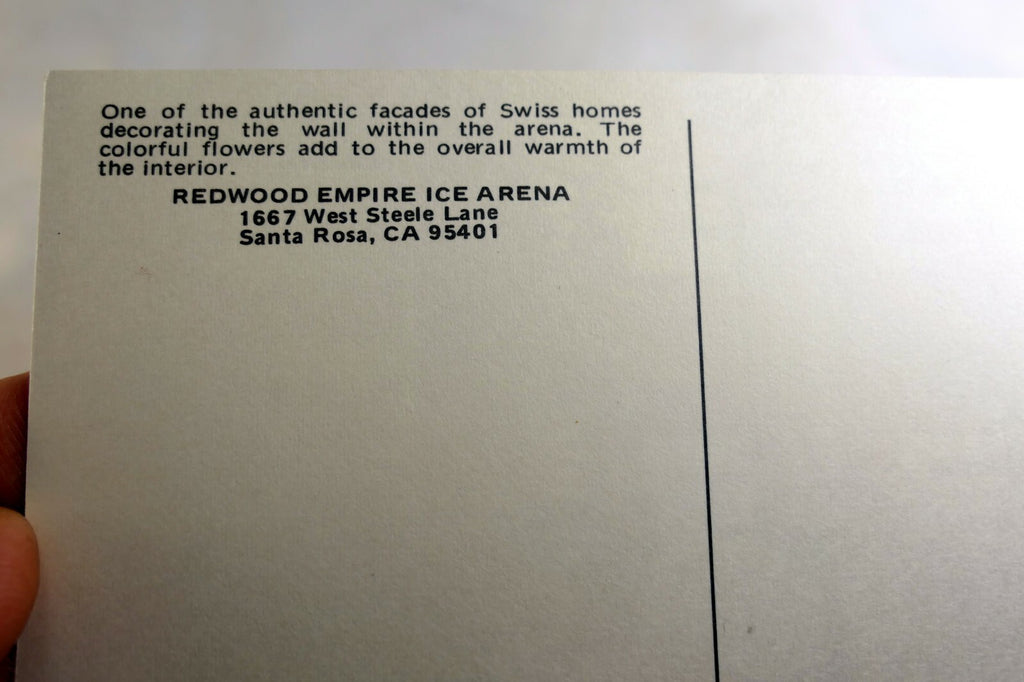 One of the authentic facades of Swiss homes
decorating the wall within the arena. The
colorful flowers add to the overall warmth of
the interior.
REDWOOD EMPIRE ICE ARENA
1667 West Steele Lane
Santa Rosa, CA 95401